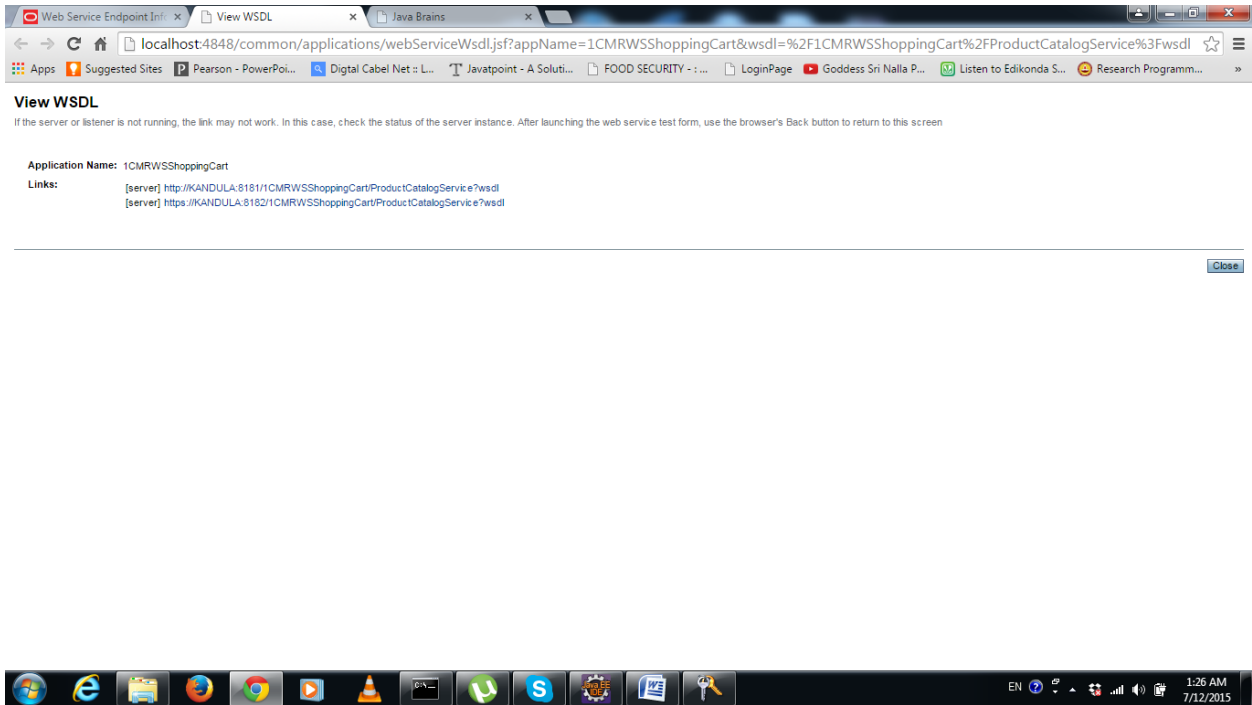 Web Service Endpoint Inf
View WSDL
Java Brains
localhost:4848/common/applications/webServiceWsdl.jsf?appName=1CMRWSShoppingCart&wsdl=%2F1CMRWSShoppingCart%2FProductCatalogService%3Fwsdl
Apps Suggested Sites Pearson - PowerPoi... Digtal Cabel Net :: L... Javatpoint - A Soluti... FOOD SECURITY - : ... LoginPage Goddess Sri Nalla P... Listen to Edikonda S... Research Programm... »
View WSDL
If the server or listener is not running, the link may not work. In this case, check the status of the server instance. After launching the web service test form, use the browser's Back button to return to this screen
Application Name: 1CMRWSShoppingCart
Links: [server] http://KANDULA:8181/1CMRWSShoppingCart/ProductCatalogService?wsdl
[server] https://KANDULA:8182/1CMRWSShoppingCart/ProductCatalogService?wsdl
Close
C:\_
Java EE
IDE
EN
1:26 AM
7/12/2015